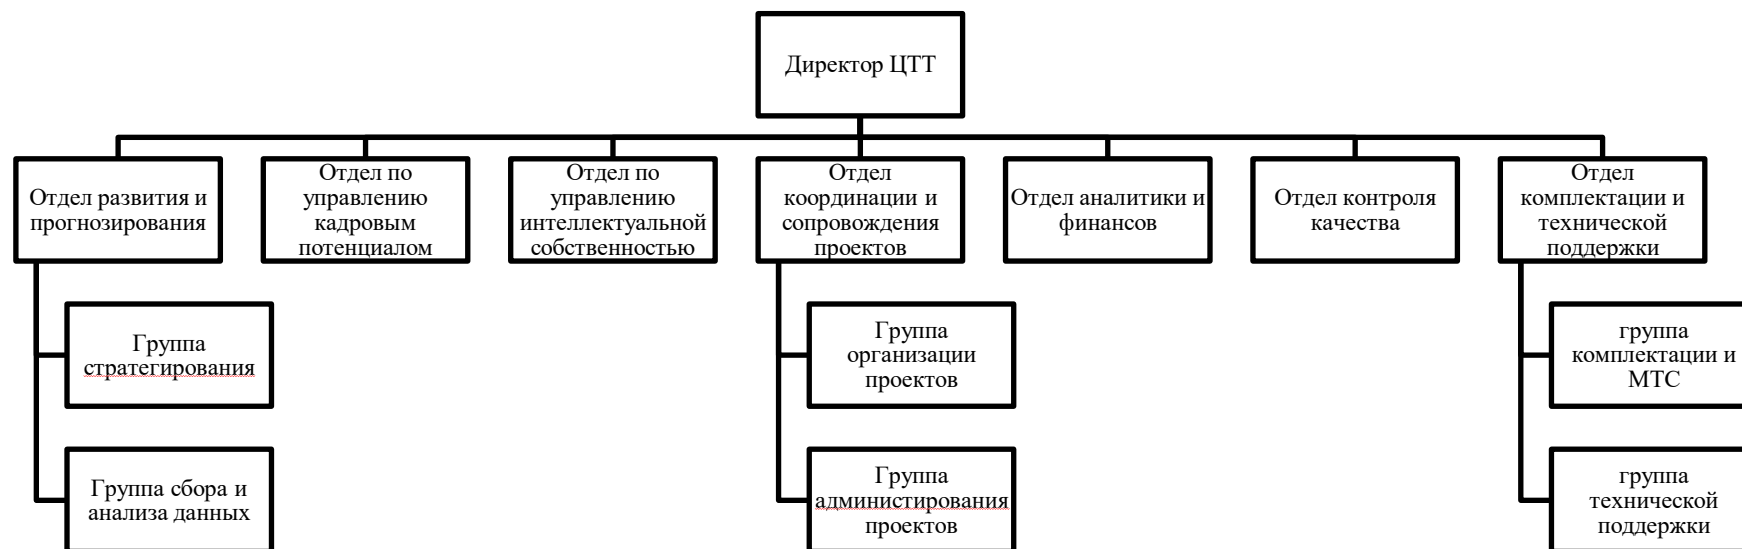 Директор ЦТТ
Отдел развития и
прогнозирования
Отдел по
управлению
кадровым
потенциалом
Отдел по
управлению
интеллектуальной
собственностью
Отдел
координации и
сопровождения
проектов
Отдел аналитики и
финансов
Отдел контроля
качества
Отдел
комплектации и
технической
поддержки
Группа
стратегирования
Группа сбора и
анализа данных
Группа
организации
проектов
Группа
администирования
проектов
группа
комплектации и
МТС
группа
технической
поддержки